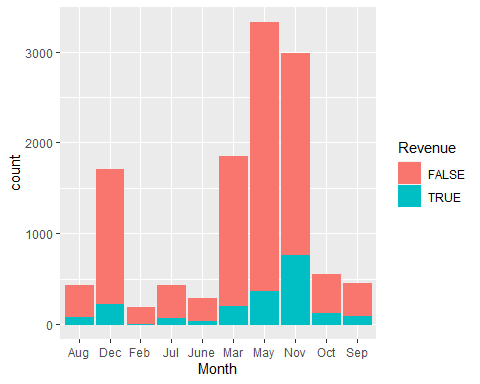 3000
2000
1000
0
count
Aug Dec Feb Jul June Mar May Nov Oct Sep
Month
Revenue
FALSE
TRUE